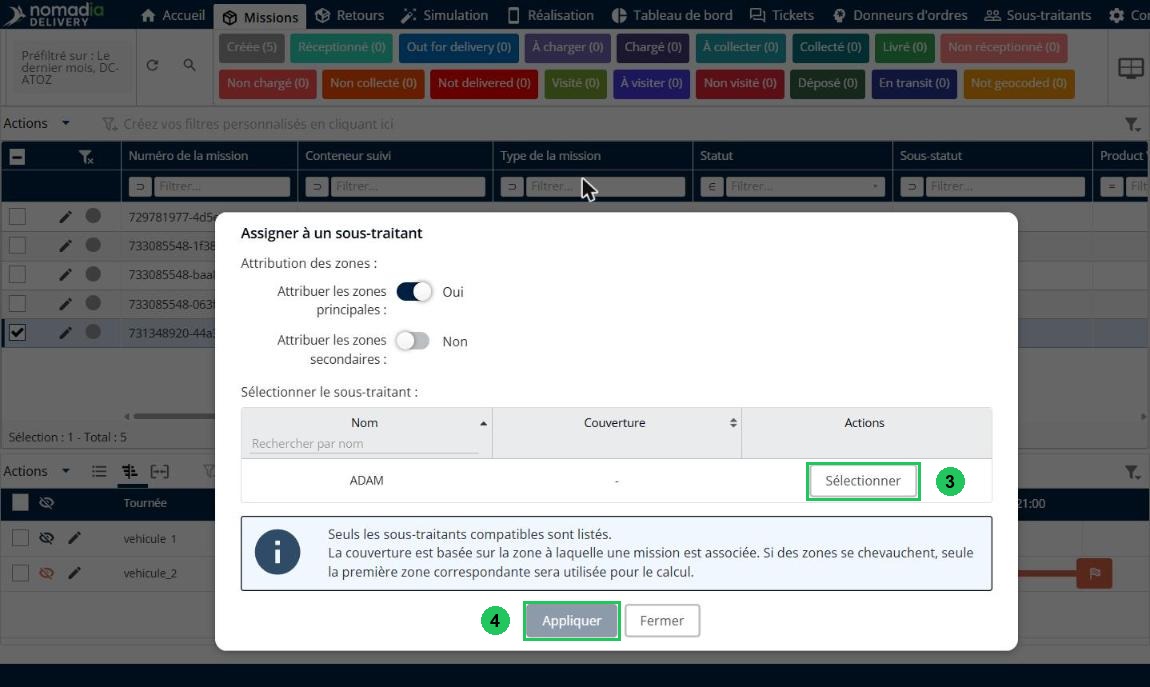 nomadia
DELIVERY
Accueil
Missions
Retours
Simulation
Réalisation
Tableau de bord
Tickets
Donneurs d'ordres
Sous-traitants
Préfiltré sur : Le
dernier mois, DC-
ATOZ
Créée (5)
Réceptionné (0)
Out for delivery (0)
À charger (0)
Chargé (0)
À collecter (0)
Collecté (0)
Livré (0)
Non réceptionné (0)
Non chargé (0)
Non collecté (0)
Not delivered (0)
Visité (0)
À visiter (0)
Non visité (0)
Déposé (0)
En transit (0)
Not geocoded (0)
Actions
Créez vos filtres personnalisés en cliquant ici
Numéro de la mission
Conteneur suivi
Type de la mission
Statut
Sous-statut
Product
Filtrer...
Filtrer...
Filtrer...
Filtrer...
Filtrer...
729781977-4d5
733085548-1f38
733085548-baa
733085548-063
731348920-44a
Sélection : 1 - Total : 5
Actions
Tournée
21:00
vehicule 1
vehicule_2
Assigner à un sous-traitant
Attribution des zones :
Attribuer les zones
principales :
Oui
Attribuer les zones
secondaires :
Non
Sélectionner le sous-traitant :
Nom
Couverture
Actions
Rechercher par nom
ADAM
-
Sélectionner
3
Seuls les sous-traitants compatibles sont listés.
La couverture est basée sur la zone à laquelle une mission est associée. Si des zones se chevauchent, seule
la première zone correspondante sera utilisée pour le calcul.
4
Appliquer
Fermer